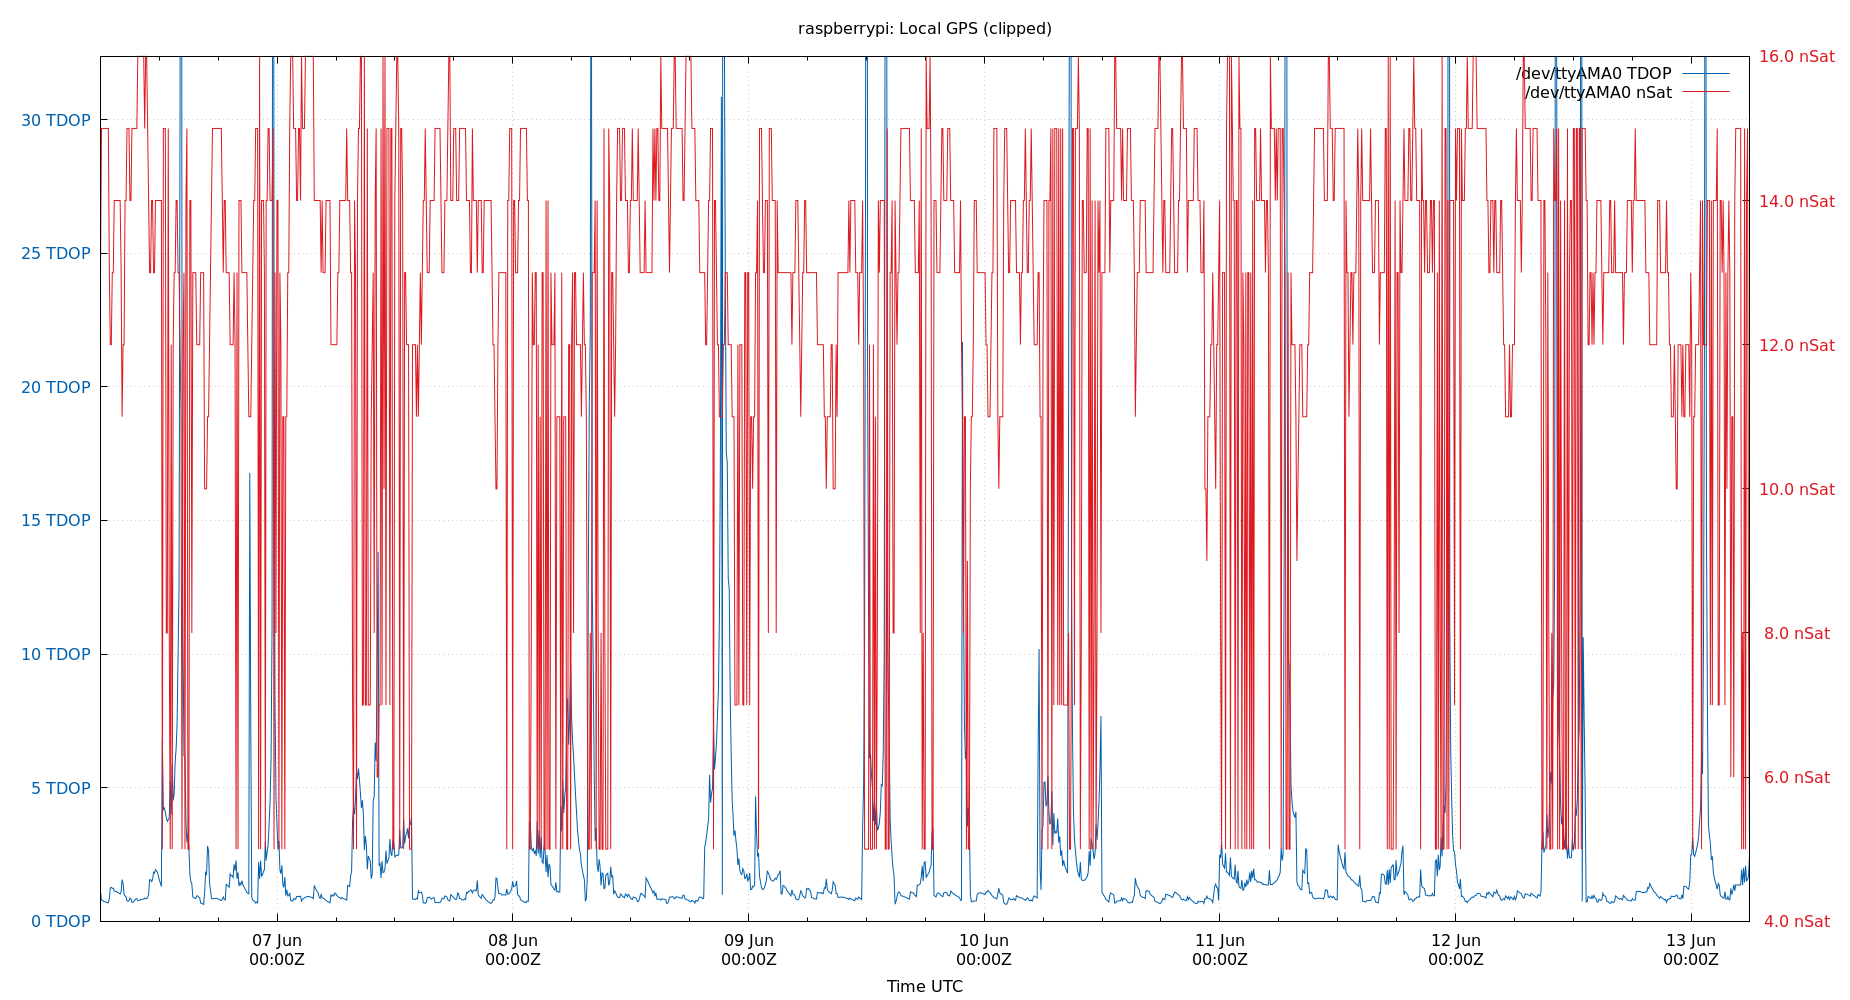 raspberrypi: Local GPS (clipped)
16.0 nSat
/dev/ttyAMA0 TDOP
/dev/ttyAMA0 nSat
30 TDOP
14.0 nSat
25 TDOP
12.0 nSat
20 TDOP
10.0 nSat
15 TDOP
8.0 nSat
10 TDOP
6.0 nSat
5 TDOP
0 TDOP
4.0 nSat
07 Jun 08 Jun 09 Jun 10 Jun 11 Jun 12 Jun 13 Jun
00:00Z 00:00Z 00:00Z 00:00Z 00:00Z 00:00Z 00:00Z
Time UTC